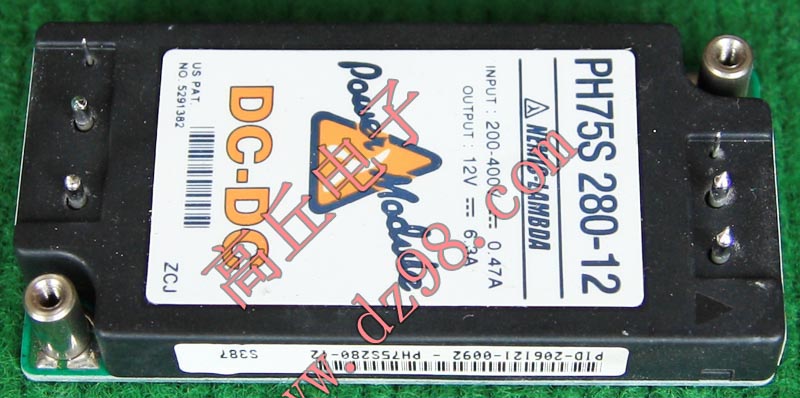 PH75S 280-12
NEMIC-LAMBDA
INPUT : 200-400V 0.47A
OUTPUT : 12V 6.3A
Power Module
DC-DC
US PAT.
NO. 5291382
ZCJ
PID-206121-0092 - PH75S280-12
S387
高丘电子
www.dz98.com